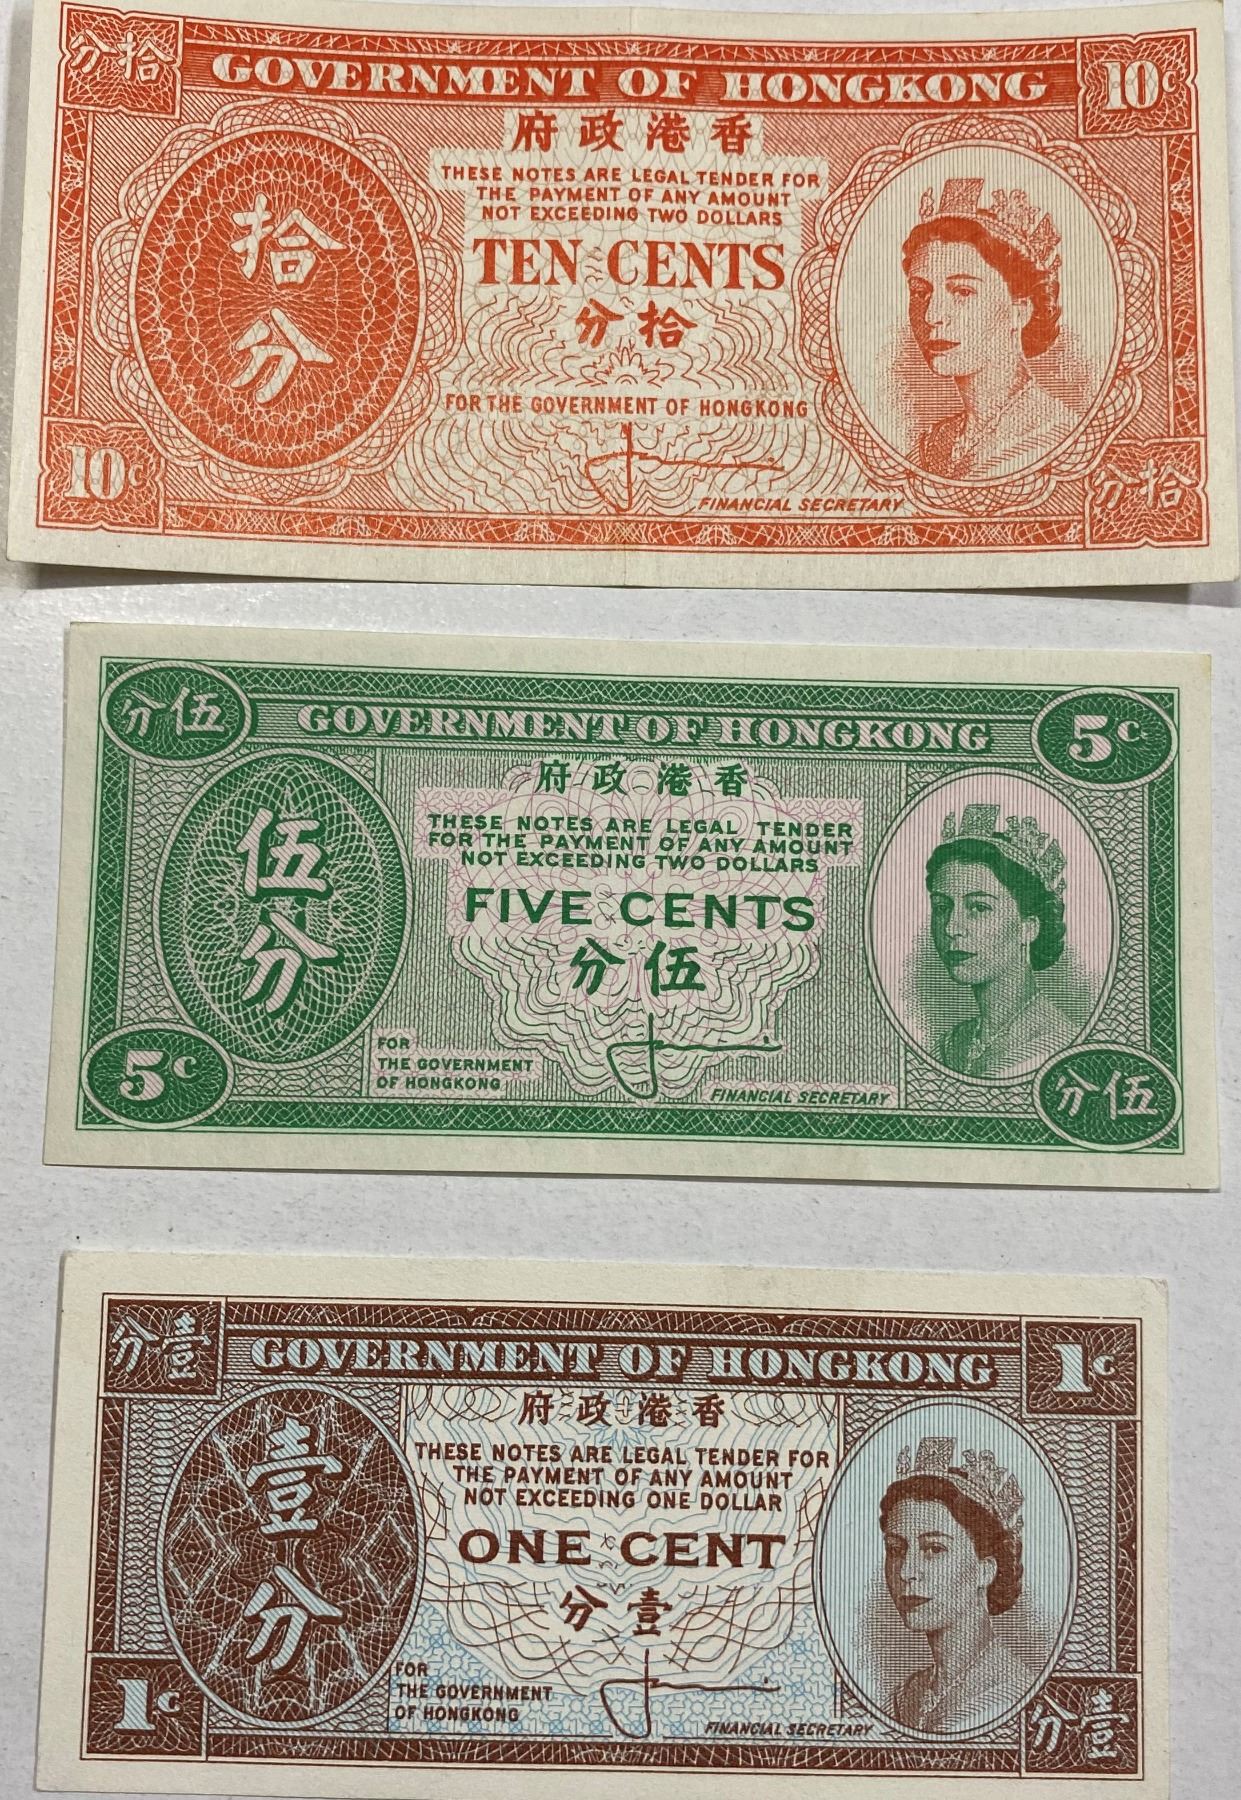 分拾
GOVERNMENT OF HONGKONG
10c
府政港香
THESE NOTES ARE LEGAL TENDER FOR
THE PAYMENT OF ANY AMOUNT
NOT EXCEEDING TWO DOLLARS
拾
分
TEN CENTS
分拾
FOR THE GOVERNMENT OF HONGKONG
10c
FINANCIAL SECRETARY
分拾
分伍
GOVERNMENT OF HONGKONG
5c
府政港香
THESE NOTES ARE LEGAL TENDER
FOR THE PAYMENT OF ANY AMOUNT
NOT EXCEEDING TWO DOLLARS
伍
分
FIVE CENTS
分伍
FOR
THE GOVERNMENT
OF HONGKONG
5c
FINANCIAL SECRETARY
分伍
分壹
GOVERNMENT OF HONGKONG
1c
府政港香
THESE NOTES ARE LEGAL TENDER FOR
THE PAYMENT OF ANY AMOUNT
NOT EXCEEDING ONE DOLLAR
壹
分
ONE CENT
分壹
FOR
THE GOVERNMENT
OF HONGKONG
1c
FINANCIAL SECRETARY
分壹